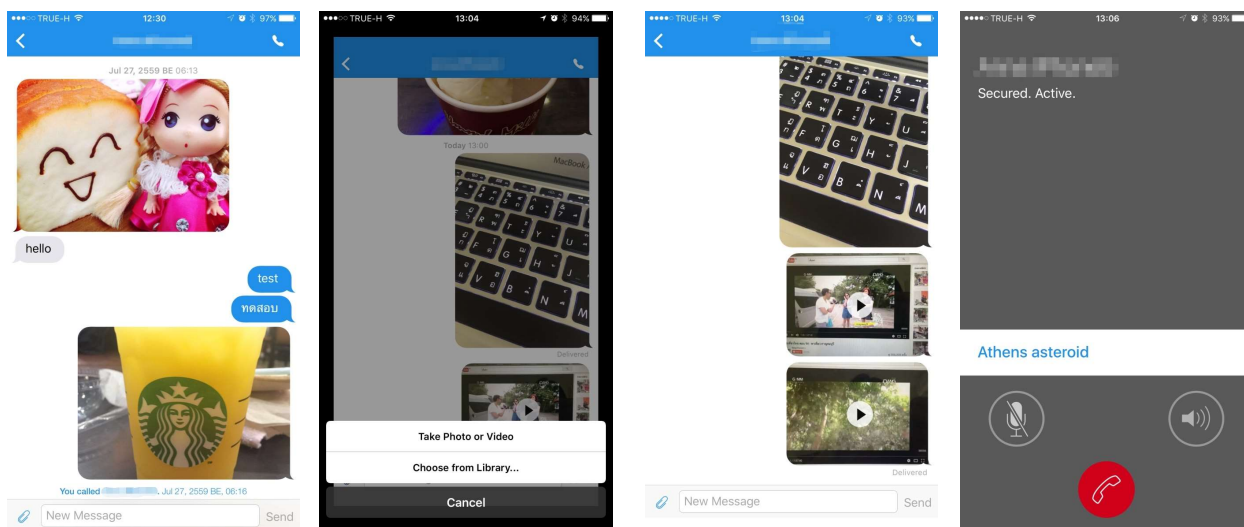 TRUE-H 12:30 97%
Jul 27, 2559 BE 06:13
hello
test
ทดสอบ
You called
, Jul 27, 2559 BE, 06:16
New Message
Send
TRUE-H 13:04 94%
Today 13:00
MacBook
Delivered
Take Photo or Video
Choose from Library...
Cancel
TRUE-H 13:04 93%
Delivered
New Message
Send
TRUE-H 13:06 93%
Secured. Active.
Athens asteroid